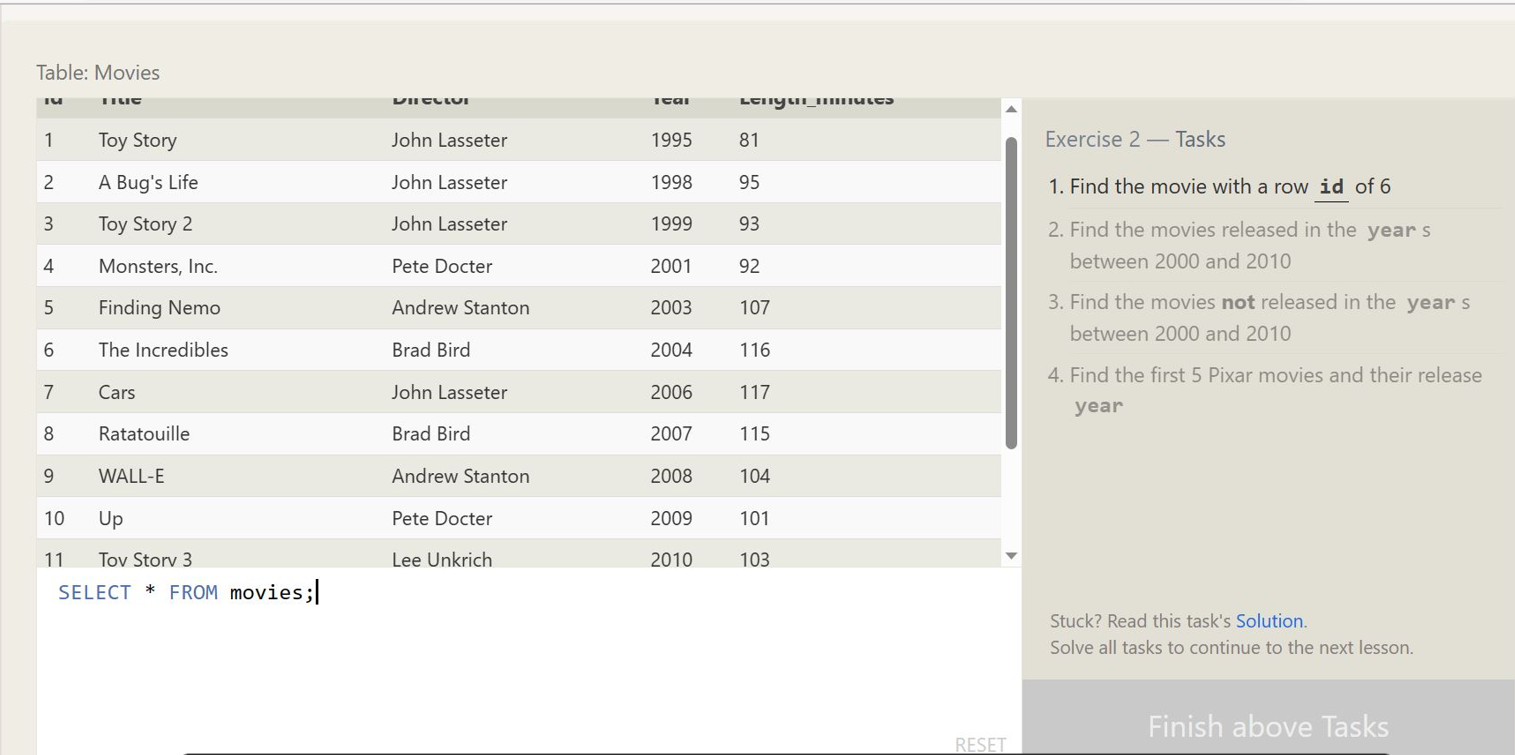 Table: Movies
Id Title Director Year Length_minutes
1 Toy Story John Lasseter 1995 81
2 A Bug's Life John Lasseter 1998 95
3 Toy Story 2 John Lasseter 1999 93
4 Monsters, Inc. Pete Docter 2001 92
5 Finding Nemo Andrew Stanton 2003 107
6 The Incredibles Brad Bird 2004 116
7 Cars John Lasseter 2006 117
8 Ratatouille Brad Bird 2007 115
9 WALL-E Andrew Stanton 2008 104
10 Up Pete Docter 2009 101
11 Toy Story 3 Lee Unkrich 2010 103
SELECT * FROM movies;
RESET
Exercise 2 — Tasks
1. Find the movie with a row id of 6
2. Find the movies released in the year s
between 2000 and 2010
3. Find the movies not released in the year s
between 2000 and 2010
4. Find the first 5 Pixar movies and their release
year
Stuck? Read this task's Solution.
Solve all tasks to continue to the next lesson.
Finish above Tasks